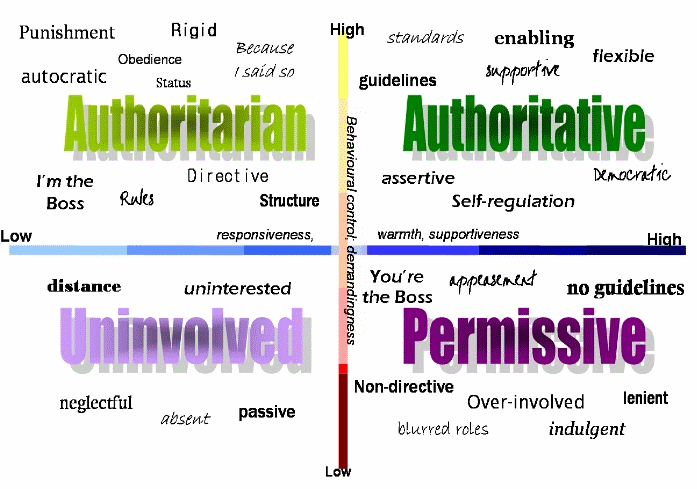 Punishment
Rigid
Because
I said so
Obedience
autocratic
Status
Authoritarian
I'm the
Boss
Rules
Directive
Structure
High
standards
enabling
flexible
supportive
guidelines
Authoritative
assertive
Democratic
Self-regulation
Behavioural control, demandingness
Low
responsiveness,
warmth, supportiveness
High
distance
uninterested
Uninvolved
neglectful
absent
passive
You're
the Boss
appeasement
no guidelines
Permissive
Non-directive
Over-involved
lenient
blurred roles
indulgent
Low